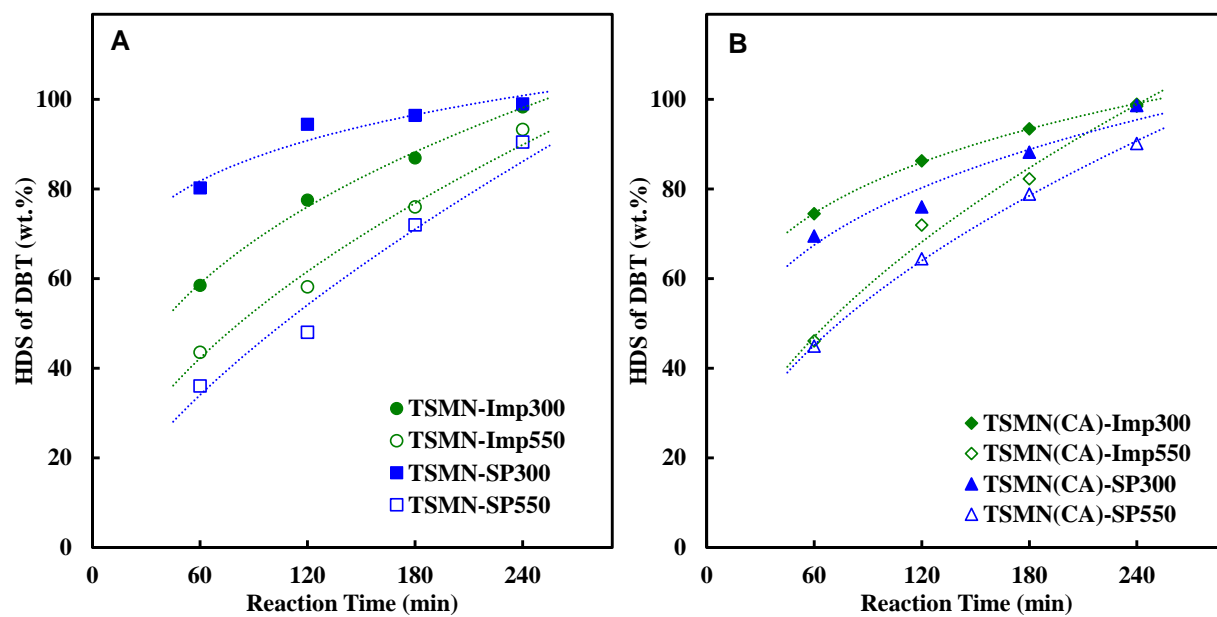 A
HDS of DBT (wt.%)
100
80
60
40
20
0
TSMN-Imp300
TSMN-Imp550
TSMN-SP300
TSMN-SP550
0 60 120 180 240
Reaction Time (min)
B
HDS of DBT (wt.%)
100
80
60
40
20
0
TSMN(CA)-Imp300
TSMN(CA)-Imp550
TSMN(CA)-SP300
TSMN(CA)-SP550
0 60 120 180 240
Reaction Time (min)